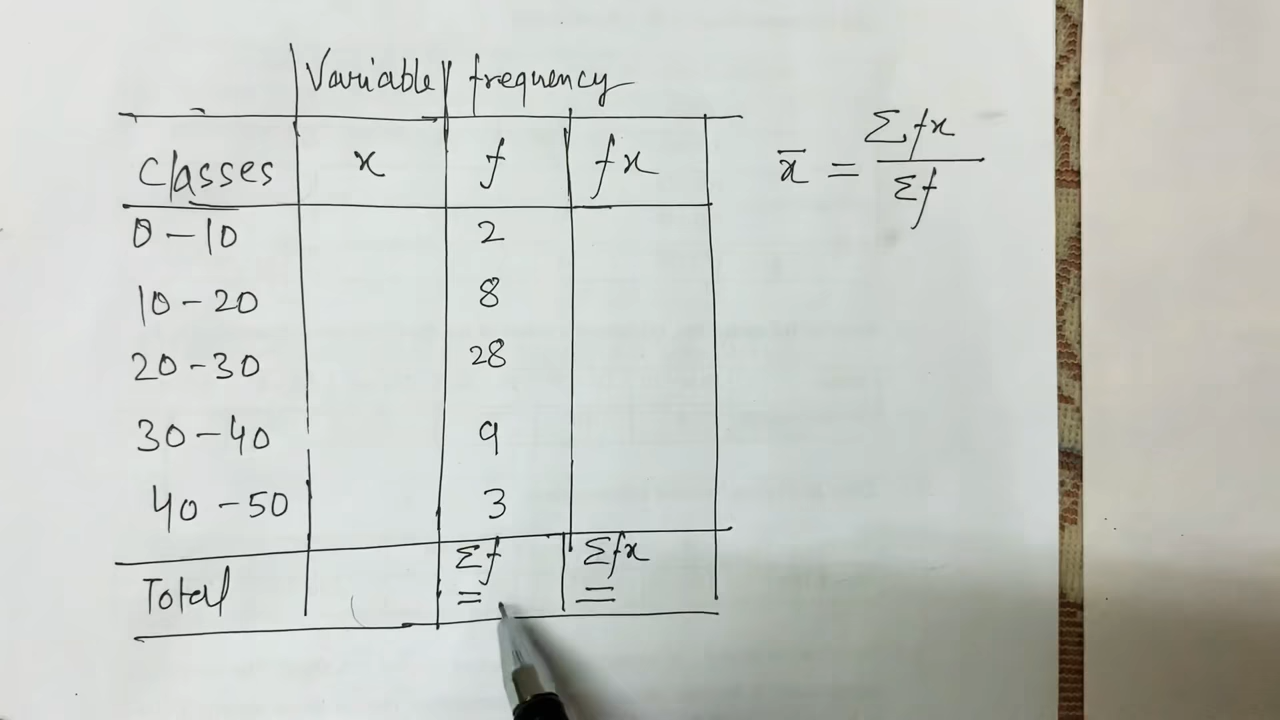 Variable frequency
Classes x f fx
x̄ = Σfx / Σf
0 - 10 2
10 - 20 8
20 - 30 28
30 - 40 9
40 - 50 3
Total Σf = Σfx =